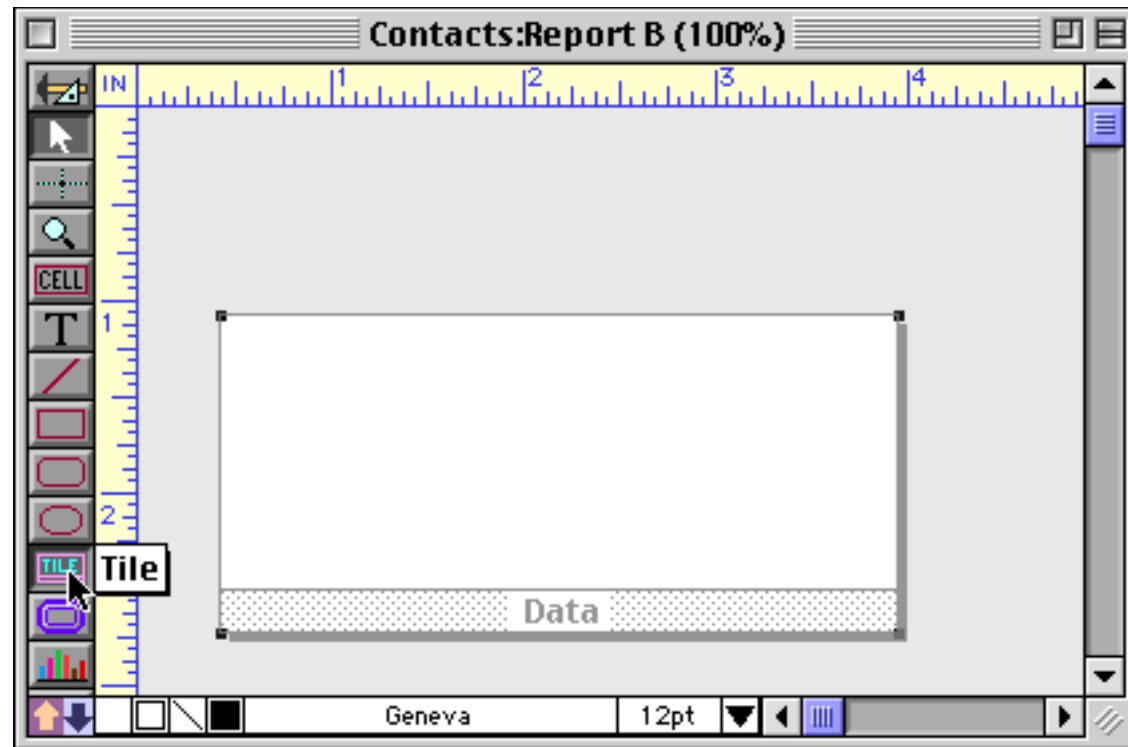 Contacts:Report B (100%)
IN 1 2 3 4
CELL
T
1
2
TILE
Tile
Data
Geneva 12pt